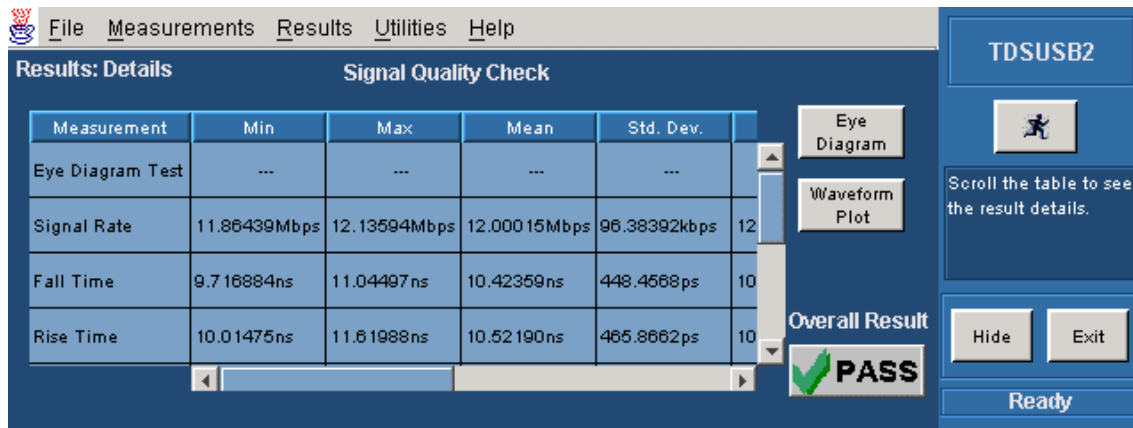 File Measurements Results Utilities Help
TDSUSB2
Results: Details
Signal Quality Check
Measurement Min Max Mean Std. Dev.
Eye Diagram Test --- --- --- ---
Signal Rate 11.86439Mbps 12.13594Mbps 12.00015Mbps 96.38392kbps 12
Fall Time 9.716884ns 11.04497ns 10.42359ns 448.4568ps 10
Rise Time 10.01475ns 11.61988ns 10.52190ns 465.8662ps 10
Eye
Diagram
Waveform
Plot
Overall Result
PASS
Scroll the table to see
the result details.
Hide Exit
Ready